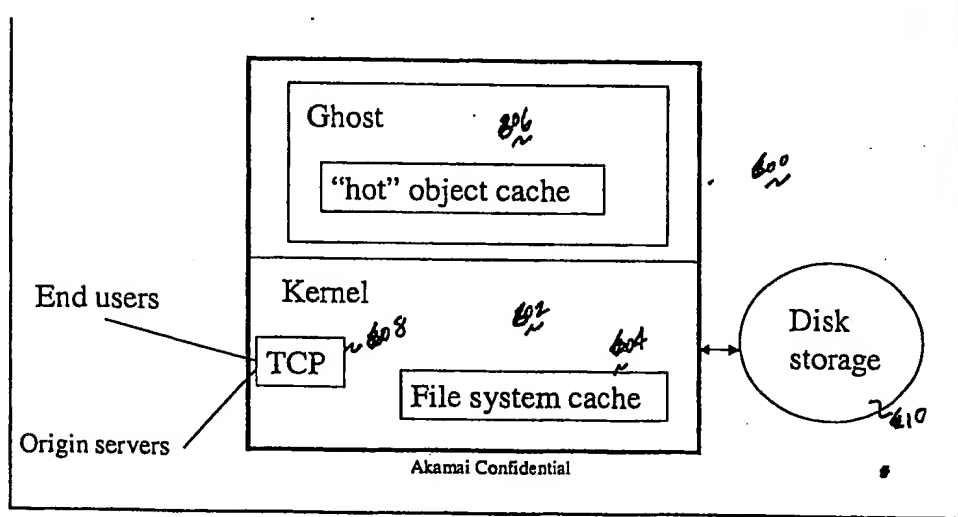 Ghost
606
"hot" object cache
600
End users
Kernel
602
608
604
TCP
File system cache
Disk
storage
610
Origin servers
Akamai Confidential